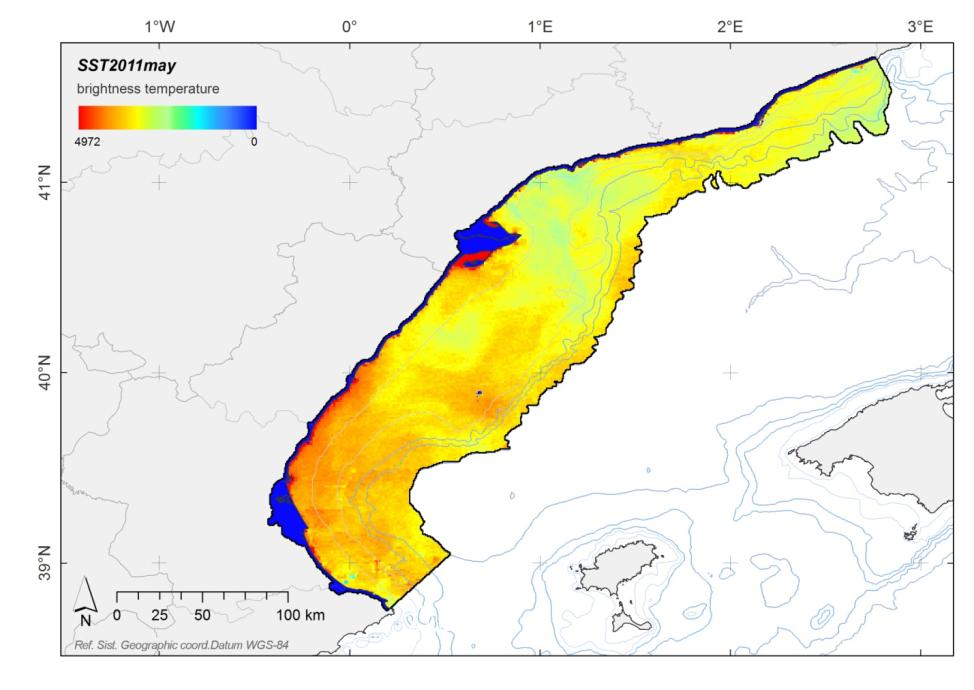 1°W 0° 1°E 2°E 3°E
SST2011may
brightness temperature
4972 0
41°N
40°N
39°N
N
0 25 50 100 km
Ref. Sist. Geographic coord.Datum WGS-84